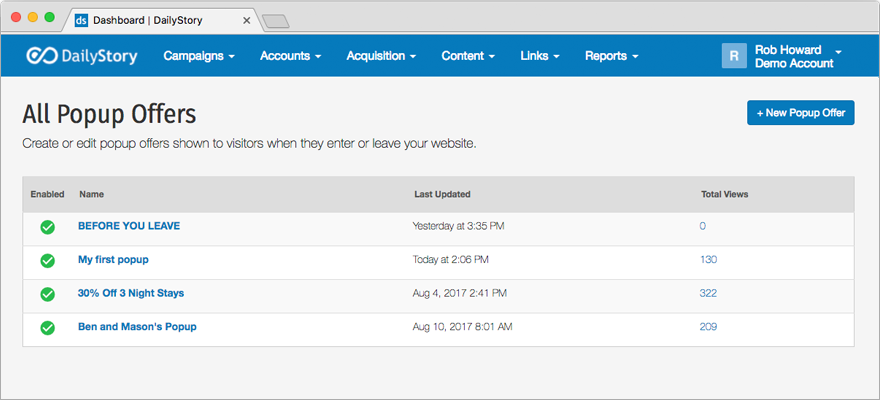 ds Dashboard | DailyStory
DailyStory Campaigns Accounts Acquisition Content Links Reports R Rob Howard
Demo Account
All Popup Offers
+ New Popup Offer
Create or edit popup offers shown to visitors when they enter or leave your website.
Enabled Name Last Updated Total Views
BEFORE YOU LEAVE Yesterday at 3:35 PM 0
My first popup Today at 2:06 PM 130
30% Off 3 Night Stays Aug 4, 2017 2:41 PM 322
Ben and Mason's Popup Aug 10, 2017 8:01 AM 209